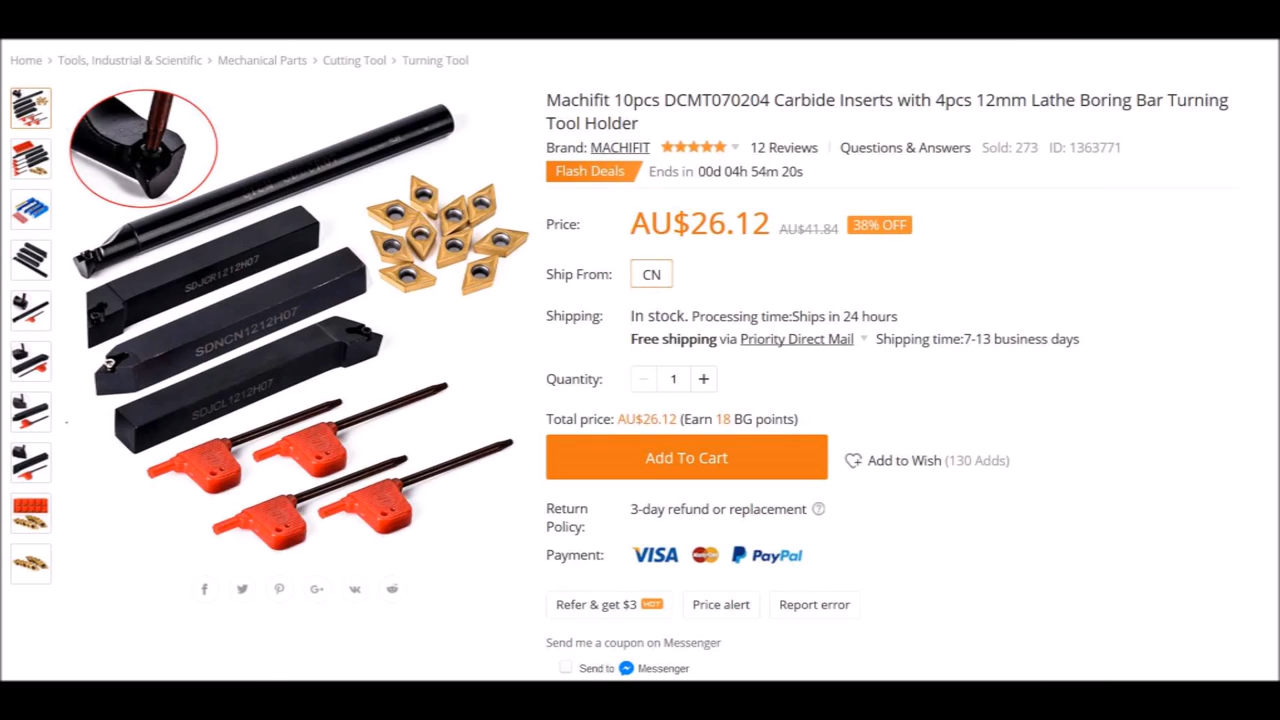 Home > Tools, Industrial & Scientific > Mechanical Parts > Cutting Tool > Turning Tool
Machifit 10pcs DCMT070204 Carbide Inserts with 4pcs 12mm Lathe Boring Bar Turning
Tool Holder
Brand: MACHIFIT 12 Reviews Questions & Answers Sold: 273 ID: 1363771
Flash Deals Ends in 00d 04h 54m 20s
Price: AU$26.12 AU$41.84 38% OFF
Ship From: CN
Shipping: In stock. Processing time:Ships in 24 hours
Free shipping via Priority Direct Mail Shipping time:7-13 business days
Quantity: − 1 +
Total price: AU$26.12 (Earn 18 BG points)
Add To Cart
Add to Wish (130 Adds)
Return
Policy:
3-day refund or replacement ?
Payment: VISA MasterCard PayPal
Refer & get $3 HOT Price alert Report error
Send me a coupon on Messenger
Send to Messenger
SDJCR1212H07
SDNCN1212H07
SDJCL1212H07